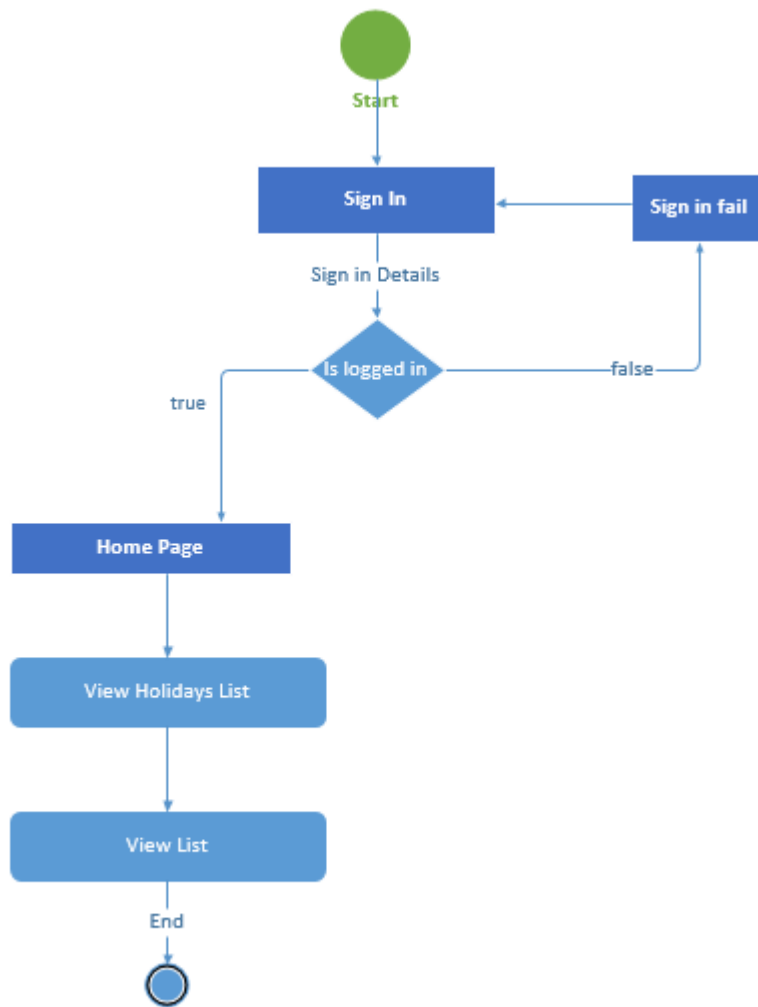 Start
Sign In
Sign in fail
Sign in Details
Is logged in
false
true
Home Page
View Holidays List
View List
End